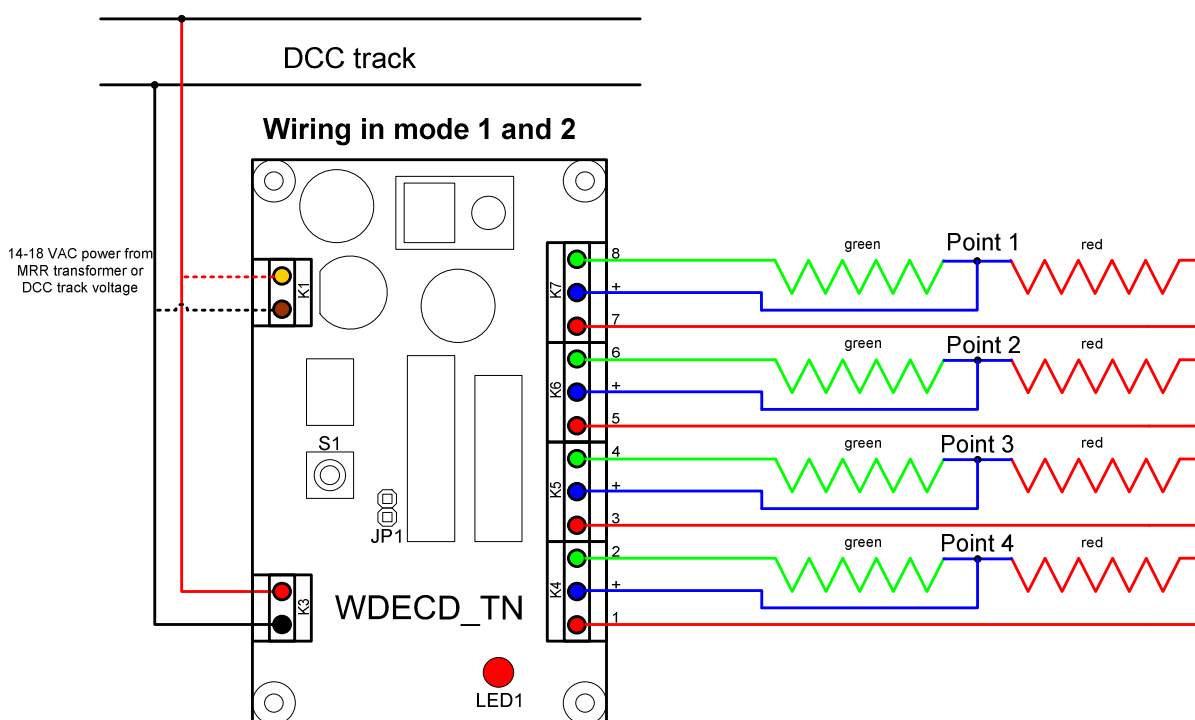 DCC track
Wiring in mode 1 and 2
14-18 VAC power from
MRR transformer or
DCC track voltage
K1
S1
JP1
K3
WDECD_TN
LED1
K7
8
+
7
K6
6
+
5
K5
4
+
3
K4
2
+
1
green
Point 1
red
green
Point 2
red
green
Point 3
red
green
Point 4
red